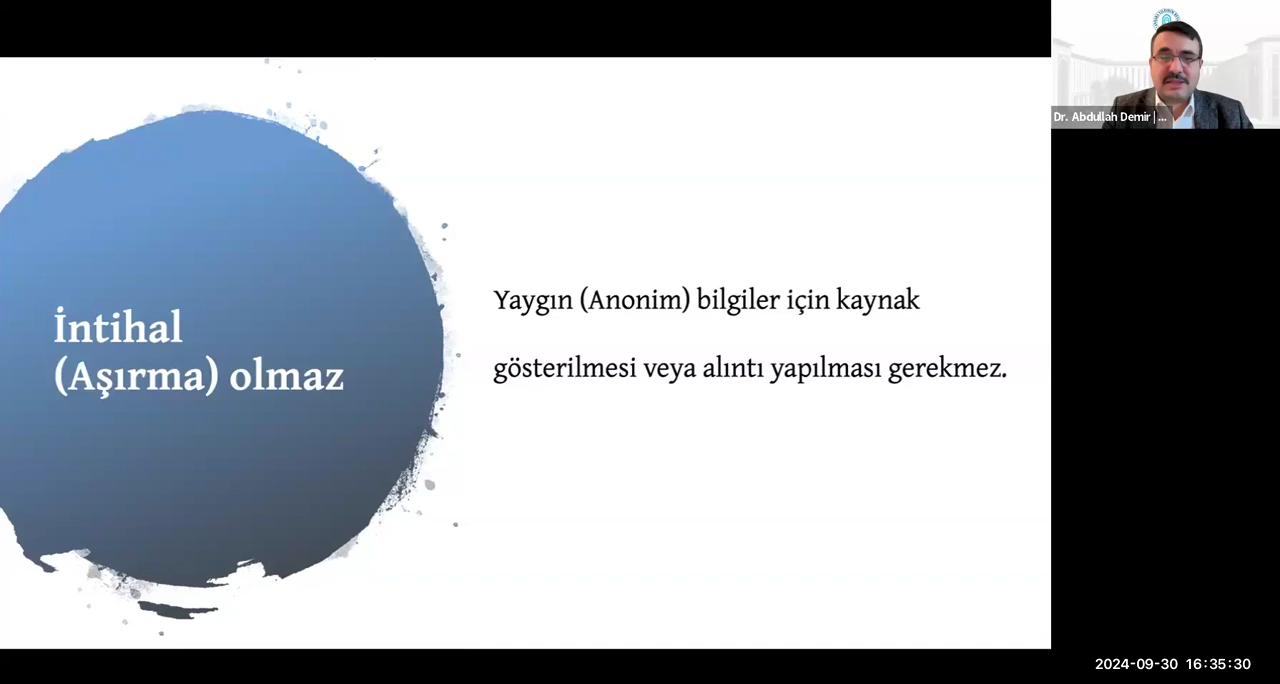 İntihal
(Aşırma) olmaz
Yaygın (Anonim) bilgiler için kaynak
gösterilmesi veya alıntı yapılması gerekmez.
Dr. Abdullah Demir | ...
2024-09-30 16:35:30